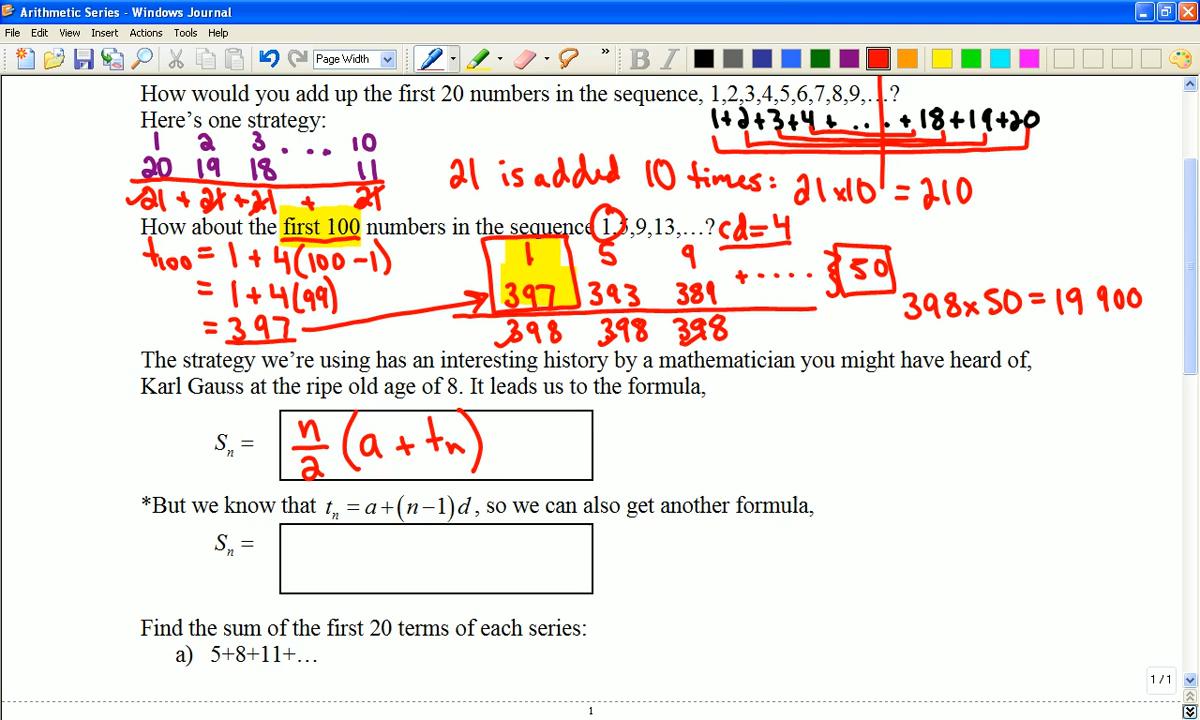 Arithmetic Series - Windows Journal
File Edit View Insert Actions Tools Help
Page Width
How would you add up the first 20 numbers in the sequence, 1,2,3,4,5,6,7,8,9,…?
Here's one strategy:
1+2+3+4 + .... +18+19+20
1 2 3 ... 10
20 19 18 11
21 + 21 + 21 + 21
21 is added 10 times: 21x10 = 210
How about the first 100 numbers in the sequence 1,5,9,13,…? cd=4
t100 = 1 + 4(100-1)
= 1 + 4(99)
= 397
1 5 9
397 393 389 +..... } 50
398 398 398
398x50 = 19 900
The strategy we're using has an interesting history by a mathematician you might have heard of,
Karl Gauss at the ripe old age of 8. It leads us to the formula,
Sn = n/2 (a + tn)
*But we know that tn = a+(n−1)d, so we can also get another formula,
Sn =
Find the sum of the first 20 terms of each series:
a) 5+8+11+…
1/1
1